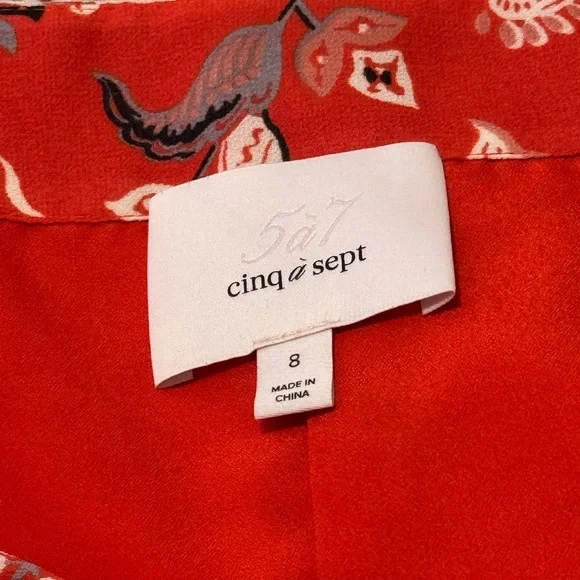 5à7
cinq à sept
8
MADE IN
CHINA